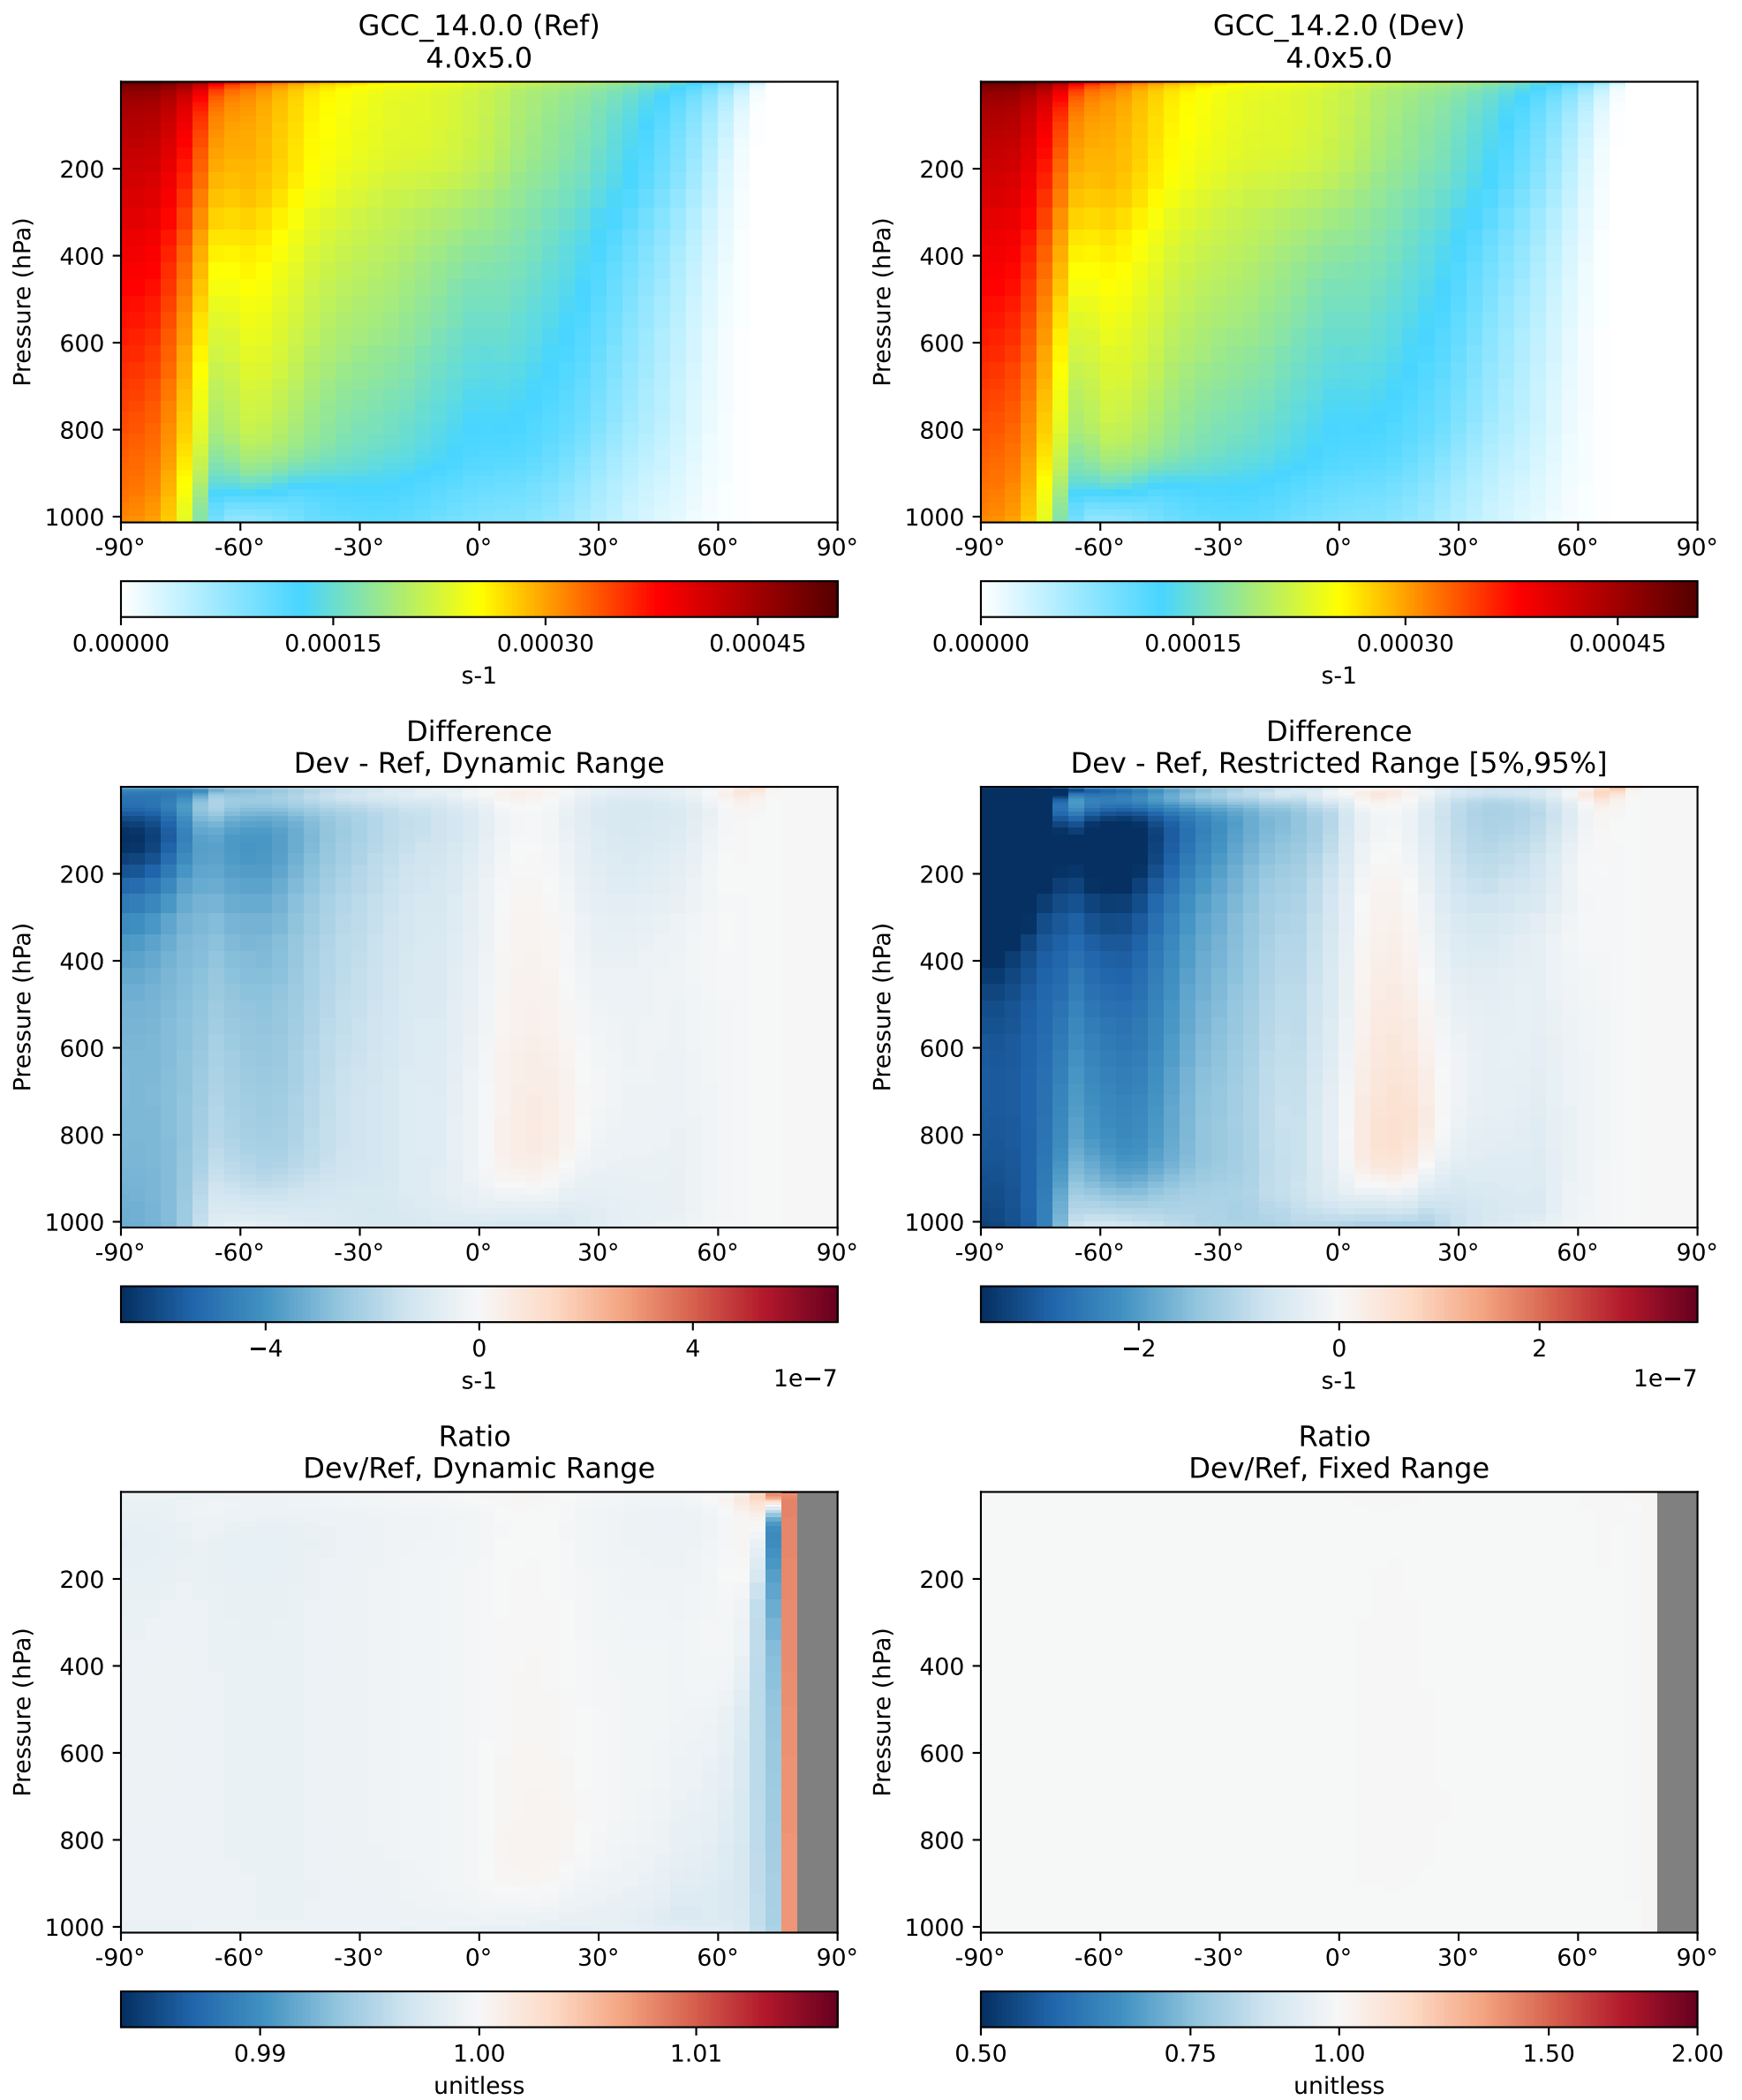 GCC_14.0.0 (Ref)
4.0x5.0
Pressure (hPa)
200
400
600
800
1000
-90° -60° -30° 0° 30° 60° 90°
0.00000 0.00015 0.00030 0.00045
s-1
GCC_14.2.0 (Dev)
4.0x5.0
Pressure (hPa)
200
400
600
800
1000
-90° -60° -30° 0° 30° 60° 90°
0.00000 0.00015 0.00030 0.00045
s-1
Difference
Dev - Ref, Dynamic Range
Pressure (hPa)
200
400
600
800
1000
-90° -60° -30° 0° 30° 60° 90°
−4 0 4
s-1
1e−7
Difference
Dev - Ref, Restricted Range [5%,95%]
Pressure (hPa)
200
400
600
800
1000
-90° -60° -30° 0° 30° 60° 90°
−2 0 2
s-1
1e−7
Ratio
Dev/Ref, Dynamic Range
Pressure (hPa)
200
400
600
800
1000
-90° -60° -30° 0° 30° 60° 90°
0.99 1.00 1.01
unitless
Ratio
Dev/Ref, Fixed Range
Pressure (hPa)
200
400
600
800
1000
-90° -60° -30° 0° 30° 60° 90°
0.50 0.75 1.00 1.50 2.00
unitless